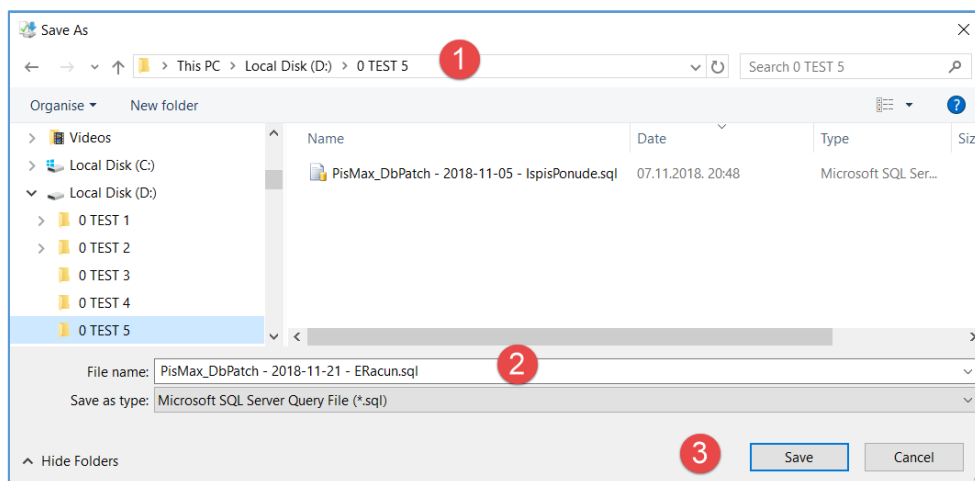 Save As
This PC > Local Disk (D:) > 0 TEST 5
1
Search 0 TEST 5
Organise
New folder
?
Videos
Local Disk (C:)
Local Disk (D:)
0 TEST 1
0 TEST 2
0 TEST 3
0 TEST 4
0 TEST 5
Name Date Type Siz
PisMax_DbPatch - 2018-11-05 - IspisPonude.sql 07.11.2018. 20:48 Microsoft SQL Ser...
2
File name: PisMax_DbPatch - 2018-11-21 - ERacun.sql
Save as type: Microsoft SQL Server Query File (*.sql)
Hide Folders
3
Save
Cancel